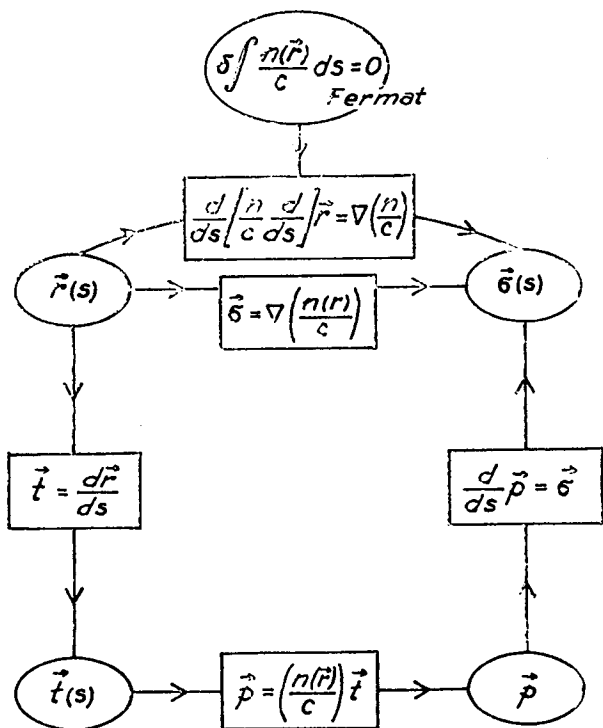 δ∫ n(r⃗)/c ds = 0
Fermat
d/ds [n/c d/ds] r⃗ = ∇(n/c)
r⃗(s)
σ⃗(s)
σ⃗ = ∇(n(r)/c)
t⃗ = dr⃗/ds
d/ds p⃗ = σ⃗
t⃗(s)
p⃗ = (n(r⃗)/c) t⃗
p⃗